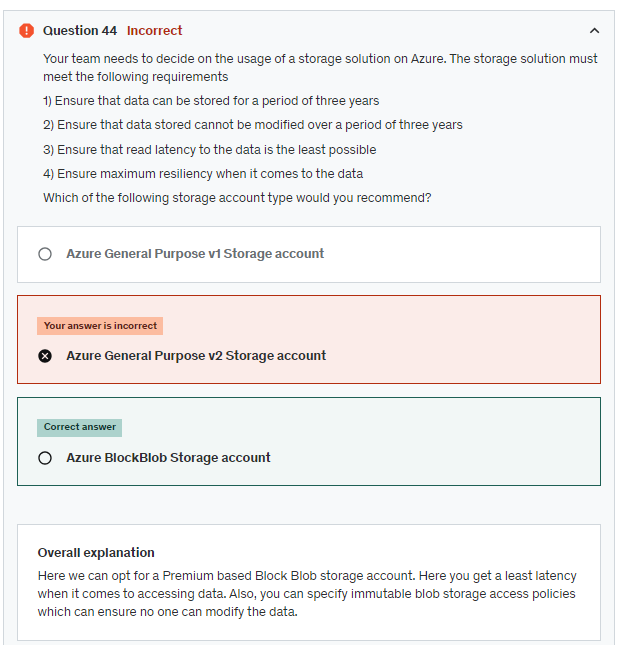 Question 44 Incorrect
Your team needs to decide on the usage of a storage solution on Azure. The storage solution must
meet the following requirements
1) Ensure that data can be stored for a period of three years
2) Ensure that data stored cannot be modified over a period of three years
3) Ensure that read latency to the data is the least possible
4) Ensure maximum resiliency when it comes to the data
Which of the following storage account type would you recommend?
Azure General Purpose v1 Storage account
Your answer is incorrect
Azure General Purpose v2 Storage account
Correct answer
Azure BlockBlob Storage account
Overall explanation
Here we can opt for a Premium based Block Blob storage account. Here you get a least latency
when it comes to accessing data. Also, you can specify immutable blob storage access policies
which can ensure no one can modify the data.